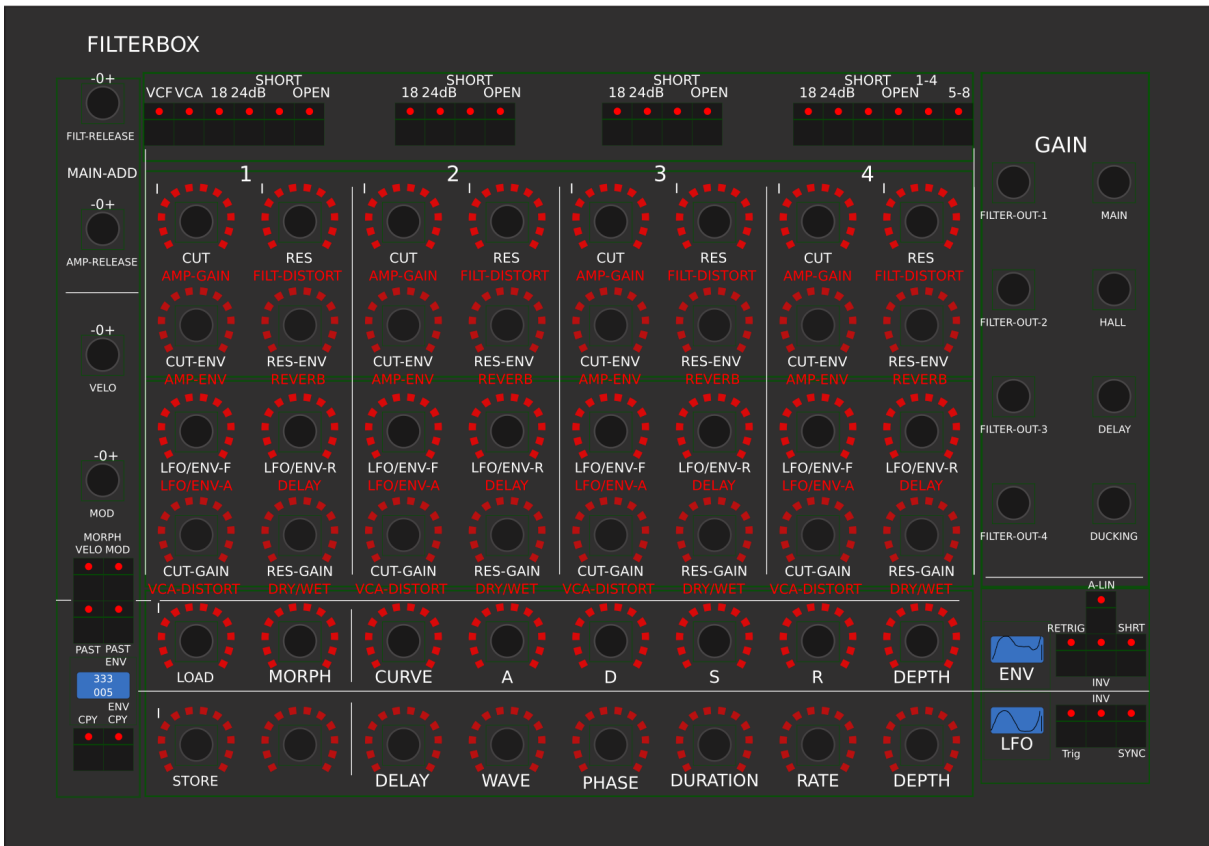 FILTERBOX
-0+
FILT-RELEASE
MAIN-ADD
-0+
AMP-RELEASE
-0+
VELO
-0+
MOD
MORPH
VELO MOD
PAST PAST
ENV
333
005
ENV
CPY CPY
SHORT SHORT SHORT SHORT 1-4
VCF VCA 18 24dB OPEN 18 24dB OPEN 18 24dB OPEN 18 24dB OPEN 5-8
1 2 3 4
CUT RES CUT RES CUT RES CUT RES
AMP-GAIN FILT-DISTORT AMP-GAIN FILT-DISTORT AMP-GAIN FILT-DISTORT AMP-GAIN FILT-DISTORT
CUT-ENV RES-ENV CUT-ENV RES-ENV CUT-ENV RES-ENV CUT-ENV RES-ENV
AMP-ENV REVERB AMP-ENV REVERB AMP-ENV REVERB AMP-ENV REVERB
LFO/ENV-F LFO/ENV-R LFO/ENV-F LFO/ENV-R LFO/ENV-F LFO/ENV-R LFO/ENV-F LFO/ENV-R
LFO/ENV-A DELAY LFO/ENV-A DELAY LFO/ENV-A DELAY LFO/ENV-A DELAY
CUT-GAIN RES-GAIN CUT-GAIN RES-GAIN CUT-GAIN RES-GAIN CUT-GAIN RES-GAIN
VCA-DISTORT DRY/WET VCA-DISTORT DRY/WET VCA-DISTORT DRY/WET VCA-DISTORT DRY/WET
LOAD MORPH CURVE A D S R DEPTH
STORE DELAY WAVE PHASE DURATION RATE DEPTH
GAIN
FILTER-OUT-1 MAIN
FILTER-OUT-2 HALL
FILTER-OUT-3 DELAY
FILTER-OUT-4 DUCKING
A-LIN
RETRIG SHRT
ENV
INV
INV
LFO
Trig SYNC